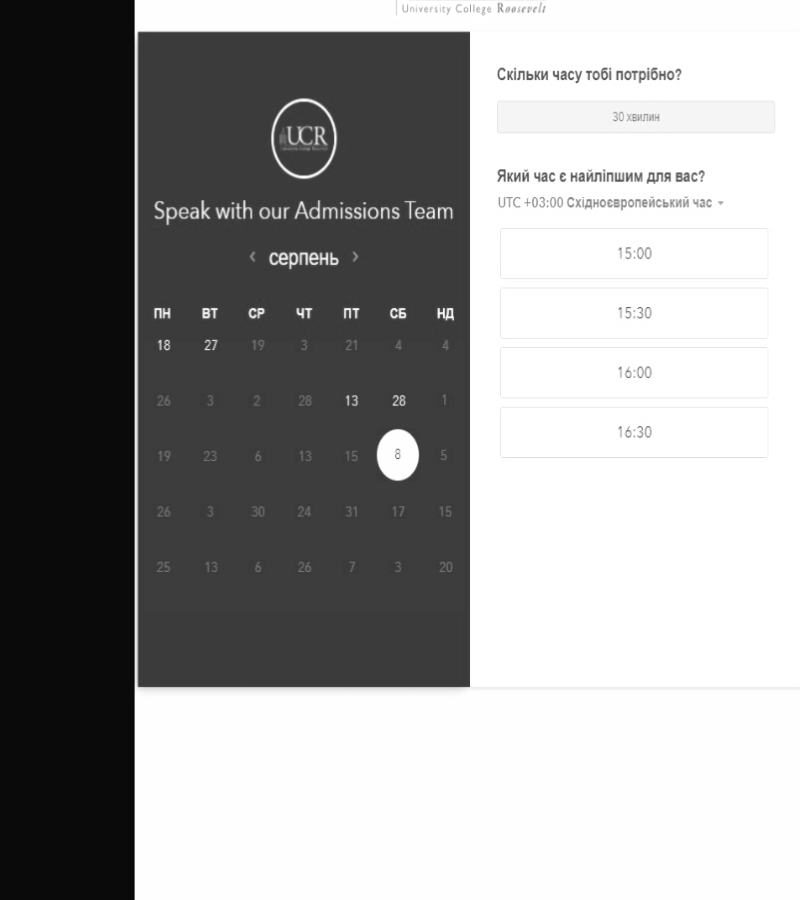 University College Roosevelt
UCR
Speak with our Admissions Team
‹ серпень ›
ПН ВТ СР ЧТ ПТ СБ НД
18 27 19 3 21 4 4
26 3 2 28 13 28 1
19 23 6 13 15 8 5
26 3 30 24 31 17 15
25 13 6 26 7 3 20
Скільки часу тобі потрібно?
30 хвилин
Який час є найліпшим для вас?
UTC +03:00 Східноєвропейський час
15:00
15:30
16:00
16:30